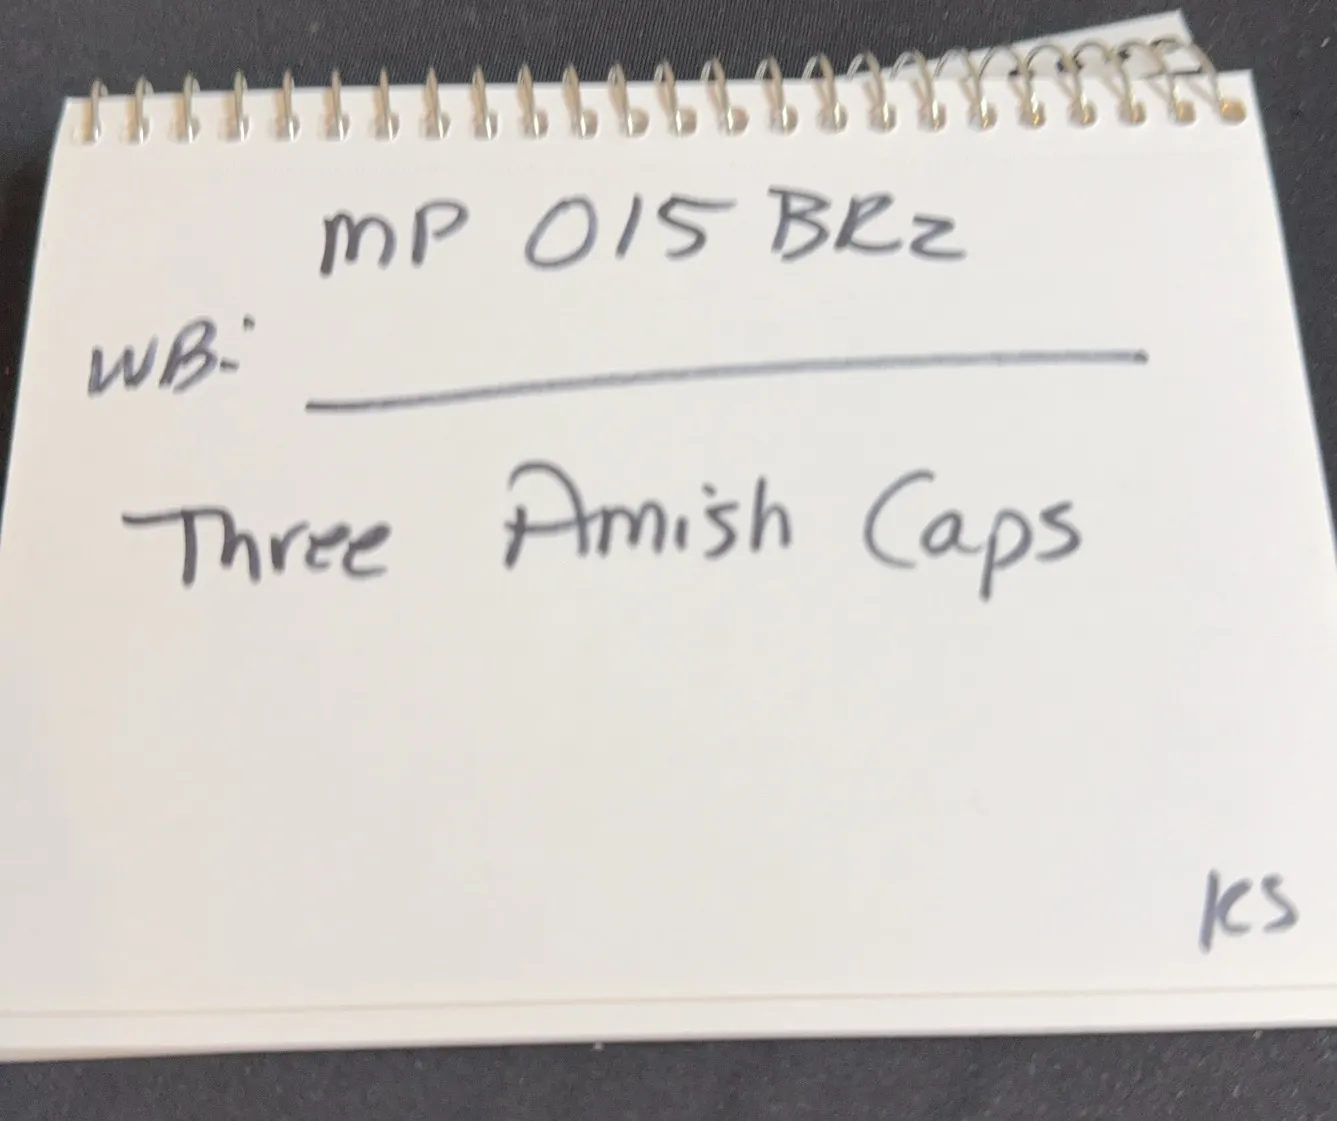 MP 015 BRZ
WB:
Three Amish Caps
KS